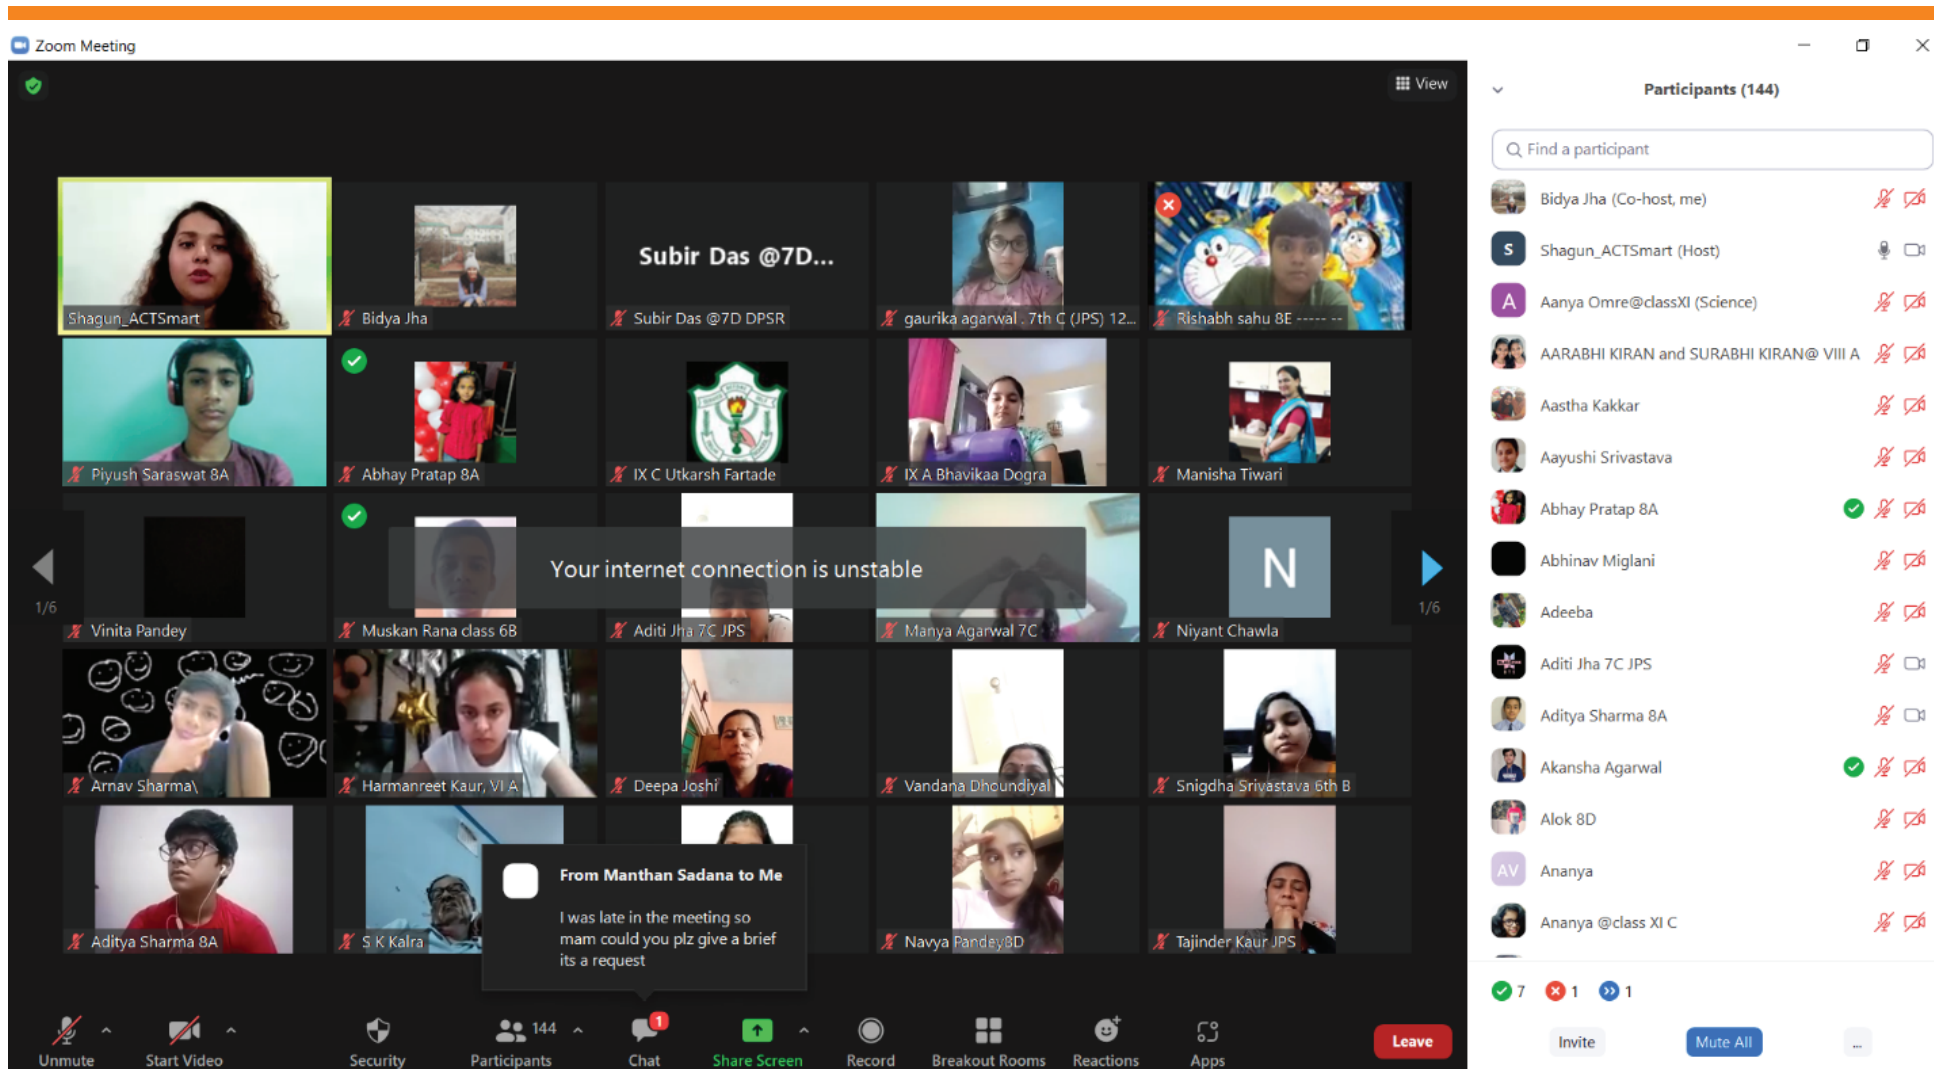 Zoom Meeting
View
Shagun_ACTSmart
Bidya Jha
Subir Das @7D...
Subir Das @7D DPSR
gaurika agarwal . 7th C (JPS) 12...
Rishabh sahu 8E ----- --
Piyush Saraswat 8A
Abhay Pratap 8A
IX C Utkarsh Fartade
IX A Bhavikaa Dogra
Manisha Tiwari
Your internet connection is unstable
N
1/6
1/6
Vinita Pandey
Muskan Rana class 6B
Aditi Jha 7C JPS
Manya Agarwal 7C
Niyant Chawla
Arnav Sharma\
Harmanreet Kaur, VI A
Deepa Joshi
Vandana Dhoundiyal
Snigdha Srivastava 6th B
Aditya Sharma 8A
S K Kalra
From Manthan Sadana to Me
I was late in the meeting so
mam could you plz give a brief
its a request
Navya Pandey8D
Tajinder Kaur JPS
Unmute
Start Video
Security
144
Participants
1
Chat
Share Screen
Record
Breakout Rooms
Reactions
Apps
Leave
Participants (144)
Find a participant
Bidya Jha (Co-host, me)
S
Shagun_ACTSmart (Host)
A
Aanya Omre@classXI (Science)
AARABHI KIRAN and SURABHI KIRAN@ VIII A
Aastha Kakkar
Aayushi Srivastava
Abhay Pratap 8A
Abhinav Miglani
Adeeba
Aditi Jha 7C JPS
Aditya Sharma 8A
Akansha Agarwal
Alok 8D
AV
Ananya
Ananya @class XI C
7 1 1
Invite
Mute All
...